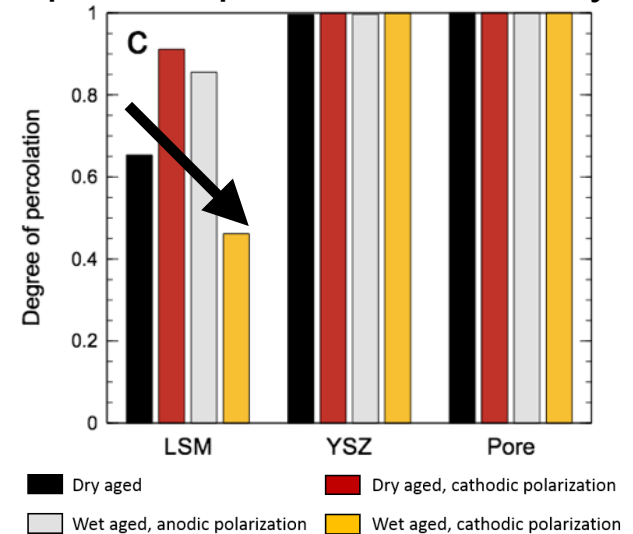 C
Degree of percolation
1
0.8
0.6
0.4
0.2
0
LSM YSZ Pore
Dry aged
Dry aged, cathodic polarization
Wet aged, anodic polarization
Wet aged, cathodic polarization